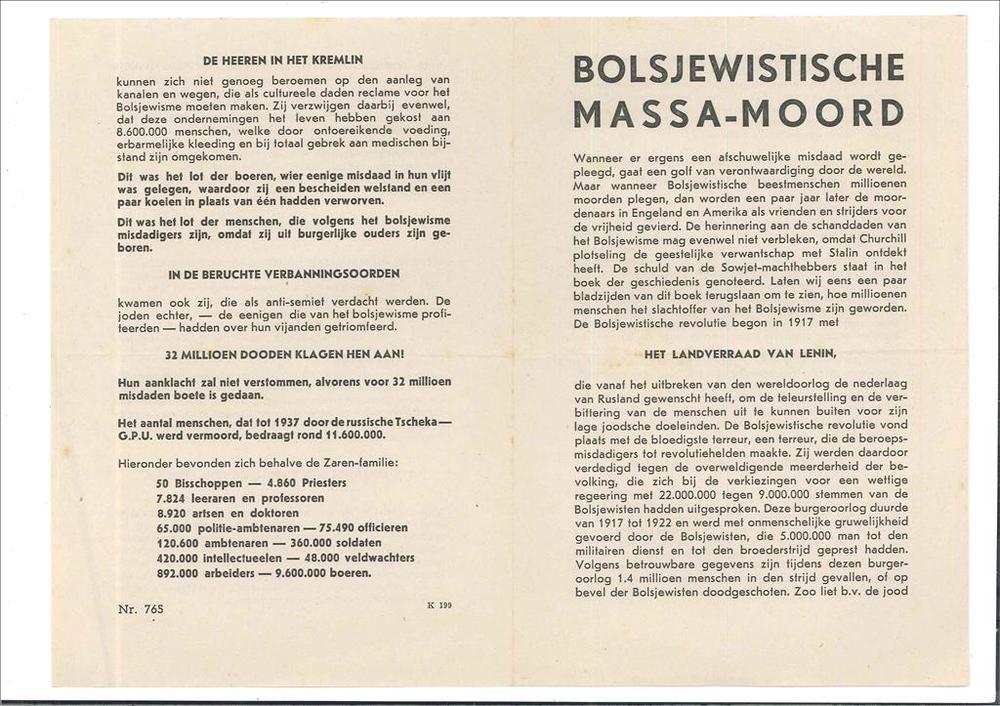 DE HEEREN IN HET KREMLIN
kunnen zich niet genoeg beroemen op den aanleg van
kanalen en wegen, die als cultureele daden reclame voor het
Bolsjewisme moeten maken. Zij verzwijgen daarbij evenwel,
dat deze ondernemingen het leven hebben gekost aan
8.600.000 menschen, welke door ontoereikende voeding,
erbarmelijke kleeding en bij totaal gebrek aan medischen bij-
stand zijn omgekomen.
Dit was het lot der boeren, wier eenige misdaad in hun vlijt
was gelegen, waardoor zij een bescheiden welstand en een
paar koeien in plaats van één hadden verworven.
Dit was het lot der menschen, die volgens het bolsjewisme
misdadigers zijn, omdat zij uit burgerlijke ouders zijn ge-
boren.
IN DE BERUCHTE VERBANNINGSOORDEN
kwamen ook zij, die als anti-semiet verdacht werden. De
joden echter, — de eenigen die van het bolsjewisme profi-
teerden — hadden over hun vijanden getriomfeerd.
32 MILLIOEN DOODEN KLAGEN HEN AAN!
Hun aanklacht zal niet verstommen, alvorens voor 32 millioen
misdaden boete is gedaan.
Het aantal menschen, dat tot 1937 door de russische Tscheka—
G.P.U. werd vermoord, bedraagt rond 11.600.000.
Hieronder bevonden zich behalve de Zaren-familie:
50 Bisschoppen — 4.860 Priesters
7.824 leeraren en professoren
8.920 artsen en doktoren
65.000 politie-ambtenaren — 75.490 officieren
120.600 ambtenaren — 360.000 soldaten
420.000 intellectueelen — 48.000 veldwachters
892.000 arbeiders — 9.600.000 boeren.
Nr. 765
K 199
BOLSJEWISTISCHE
MASSA-MOORD
Wanneer er ergens een afschuwelijke misdaad wordt ge-
pleegd, gaat een golf van verontwaardiging door de wereld.
Maar wanneer Bolsjewistische beestmenschen millioenen
moorden plegen, dan worden een paar jaar later de moor-
denaars in Engeland en Amerika als vrienden en strijders voor
de vrijheid gevierd. De herinnering aan de schanddaden van
het Bolsjewisme mag evenwel niet verbleken, omdat Churchill
plotseling de geestelijke verwantschap met Stalin ontdekt
heeft. De schuld van de Sowjet-machthebbers staat in het
boek der geschiedenis genoteerd. Laten wij eens een paar
bladzijden van dit boek terugslaan om te zien, hoe millioenen
menschen het slachtoffer van het Bolsjewisme zijn geworden.
De Bolsjewistische revolutie begon in 1917 met
HET LANDVERRAAD VAN LENIN,
die vanaf het uitbreken van den wereldoorlog de nederlaag
van Rusland gewenscht heeft, om de teleurstelling en de ver-
bittering van de menschen uit te kunnen buiten voor zijn
lage joodsche doeleinden. De Bolsjewistische revolutie vond
plaats met de bloedigste terreur, een terreur, die de beroeps-
misdadigers tot revolutiehelden maakte. Zij werden daardoor
verdedigd tegen de overweldigende meerderheid der be-
volking, die zich bij de verkiezingen voor een wettige
regeering met 22.000.000 tegen 9.000.000 stemmen van de
Bolsjewisten hadden uitgesproken. Deze burgeroorlog duurde
van 1917 tot 1922 en werd met onmenschelijke gruwelijkheid
gevoerd door de Bolsjewisten, die 5.000.000 man tot den
militairen dienst en tot den broederstrijd geprest hadden.
Volgens betrouwbare gegevens zijn tijdens dezen burger-
oorlog 1.4 millioen menschen in den strijd gevallen, of op
bevel der Bolsjewisten doodgeschoten. Zoo liet b.v. de jood